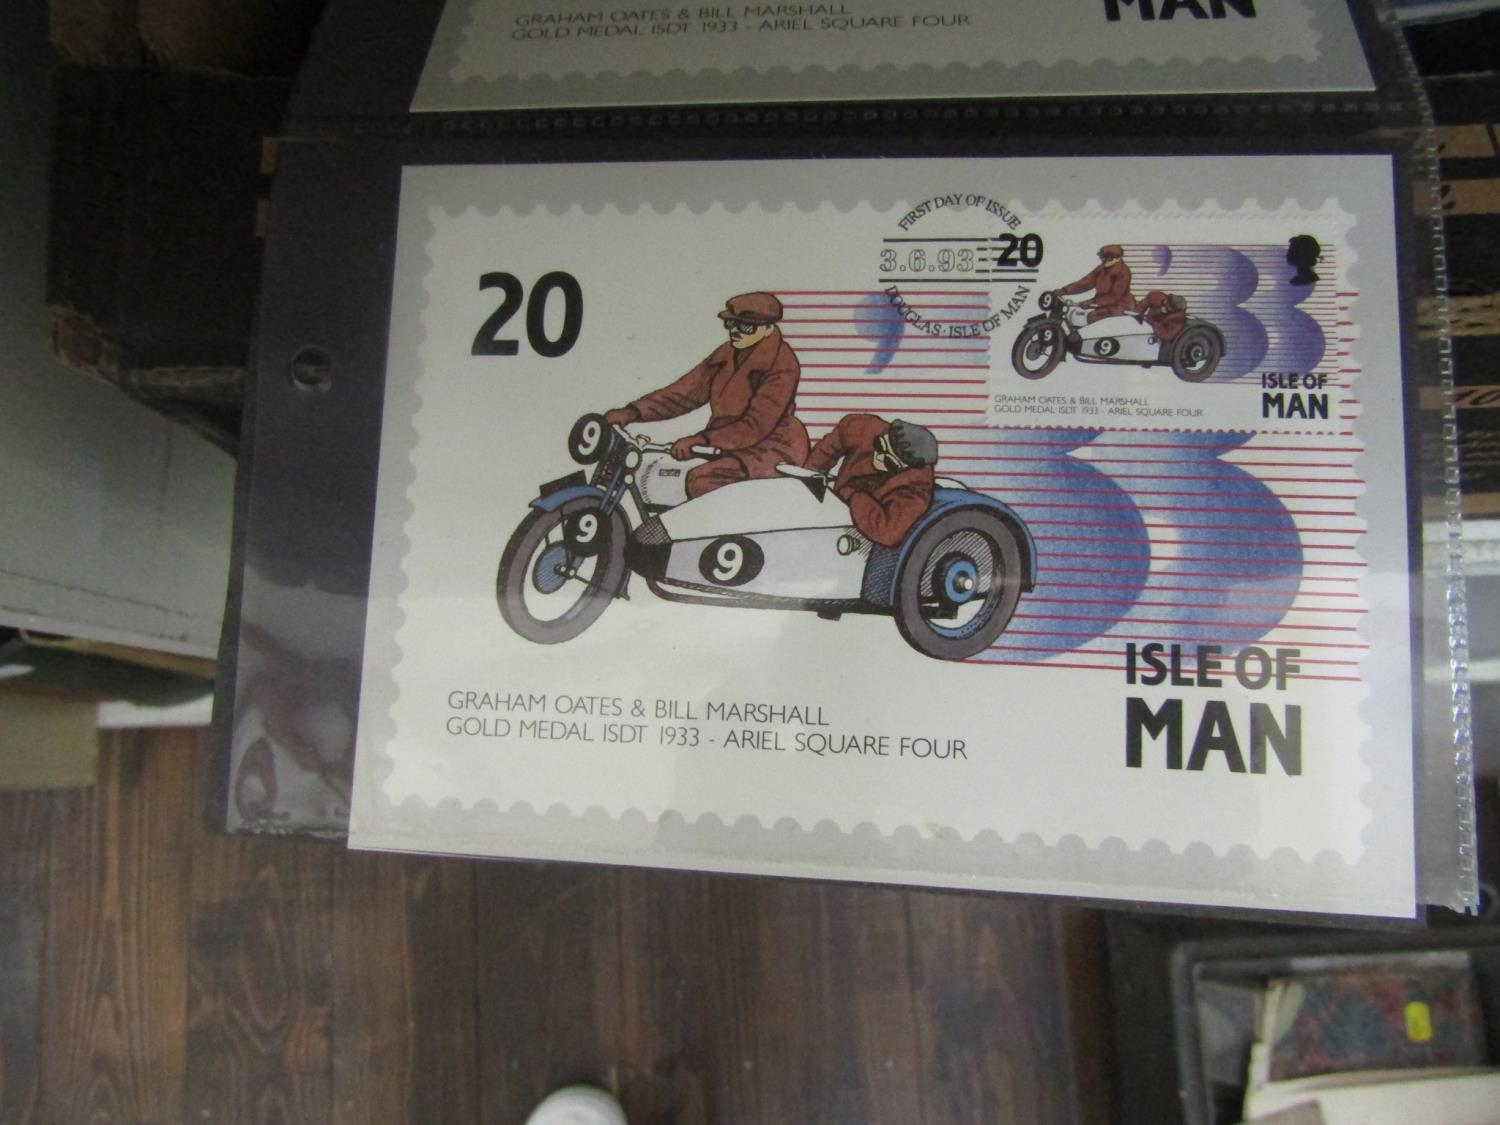 GRAHAM OATES & BILL MARSHALL
GOLD MEDAL ISDT 1933 - ARIEL SQUARE FOUR
MAN
20
FIRST DAY OF ISSUE
3.6.93
DOUGLAS · ISLE OF MAN
20
'33
ISLE OF
MAN
GRAHAM OATES & BILL MARSHALL
GOLD MEDAL ISDT 1933 - ARIEL SQUARE FOUR
9
9
9
9
9
9
'33
ISLE OF
MAN
GRAHAM OATES & BILL MARSHALL
GOLD MEDAL ISDT 1933 - ARIEL SQUARE FOUR